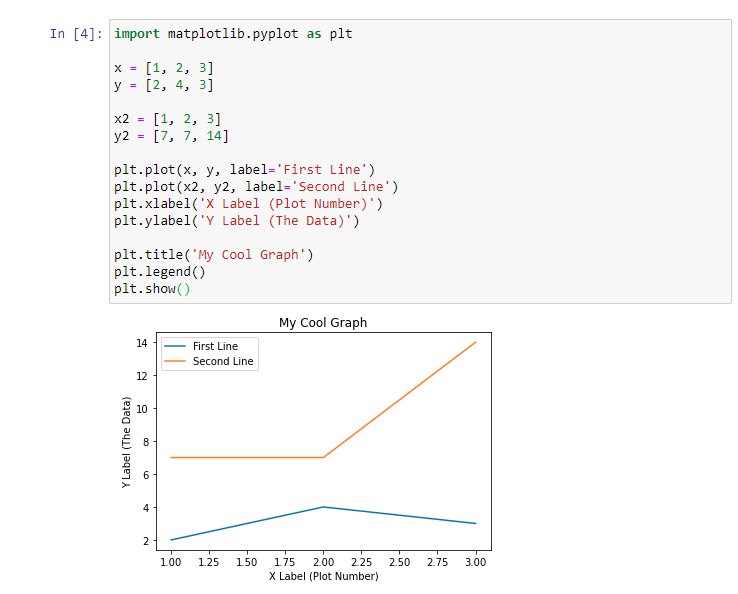 In [4]: import matplotlib.pyplot as plt
x = [1, 2, 3]
y = [2, 4, 3]
x2 = [1, 2, 3]
y2 = [7, 7, 14]
plt.plot(x, y, label='First Line')
plt.plot(x2, y2, label='Second Line')
plt.xlabel('X Label (Plot Number)')
plt.ylabel('Y Label (The Data)')
plt.title('My Cool Graph')
plt.legend()
plt.show()
My Cool Graph
First Line
Second Line
Y Label (The Data)
14
12
10
8
6
4
2
1.00 1.25 1.50 1.75 2.00 2.25 2.50 2.75 3.00
X Label (Plot Number)